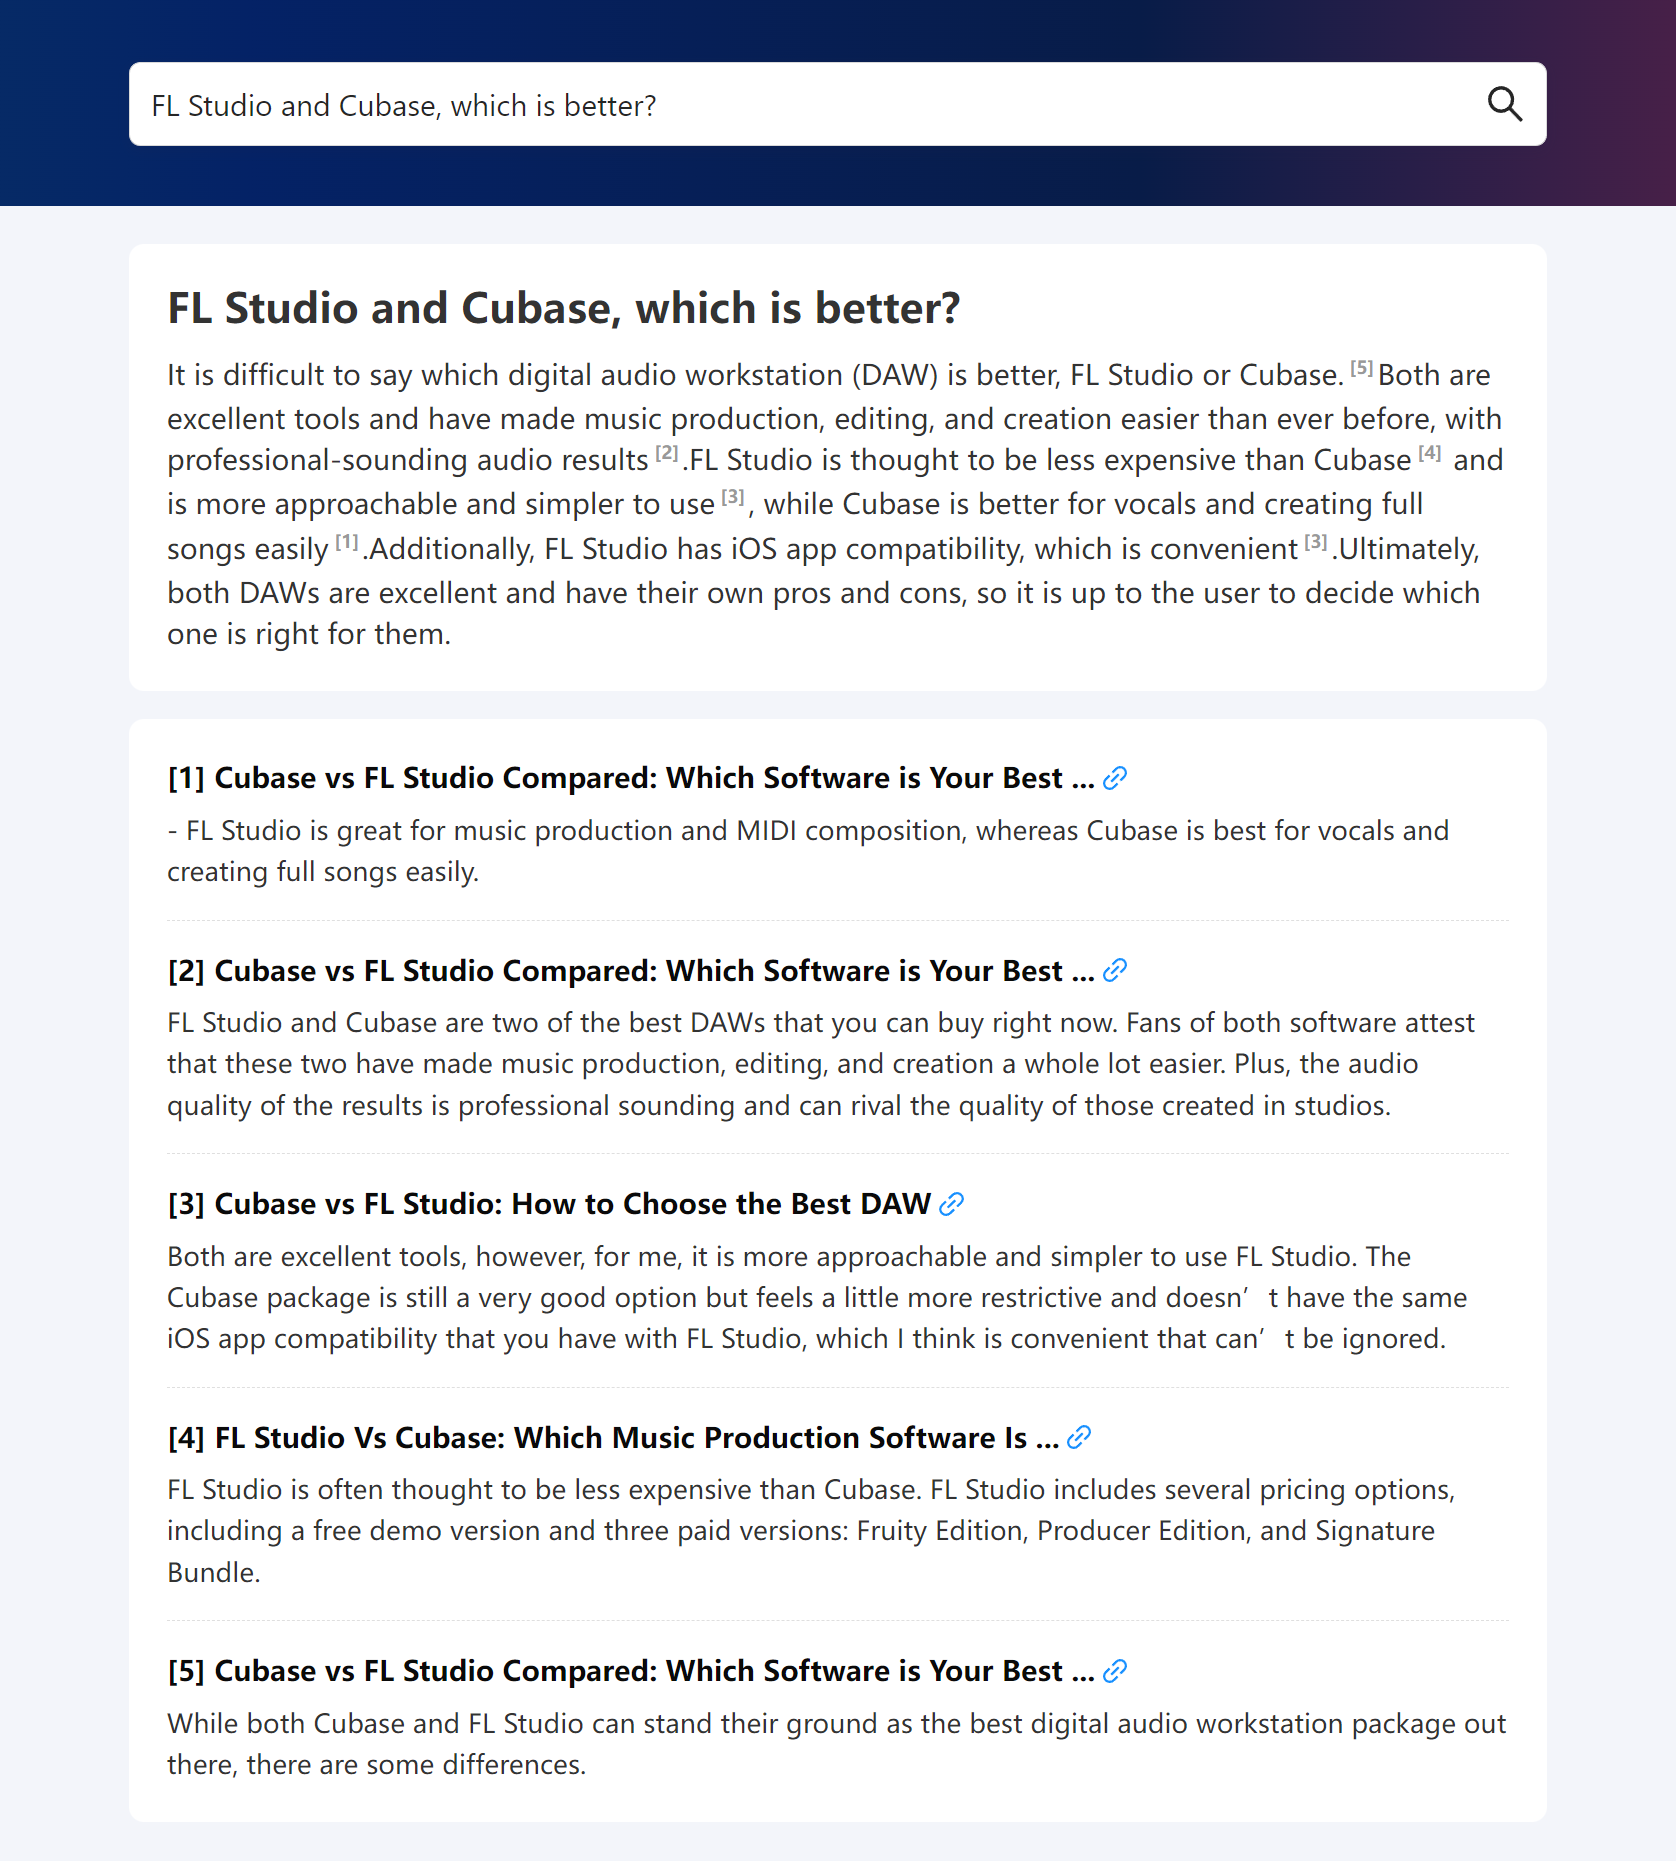 FL Studio and Cubase, which is better?
FL Studio and Cubase, which is better?
It is difficult to say which digital audio workstation (DAW) is better, FL Studio or Cubase. [5]Both are
excellent tools and have made music production, editing, and creation easier than ever before, with
professional-sounding audio results [2].FL Studio is thought to be less expensive than Cubase [4] and
is more approachable and simpler to use [3], while Cubase is better for vocals and creating full
songs easily [1].Additionally, FL Studio has iOS app compatibility, which is convenient [3].Ultimately,
both DAWs are excellent and have their own pros and cons, so it is up to the user to decide which
one is right for them.
[1] Cubase vs FL Studio Compared: Which Software is Your Best ...
- FL Studio is great for music production and MIDI composition, whereas Cubase is best for vocals and
creating full songs easily.
[2] Cubase vs FL Studio Compared: Which Software is Your Best ...
FL Studio and Cubase are two of the best DAWs that you can buy right now. Fans of both software attest
that these two have made music production, editing, and creation a whole lot easier. Plus, the audio
quality of the results is professional sounding and can rival the quality of those created in studios.
[3] Cubase vs FL Studio: How to Choose the Best DAW
Both are excellent tools, however, for me, it is more approachable and simpler to use FL Studio. The
Cubase package is still a very good option but feels a little more restrictive and doesn’t have the same
iOS app compatibility that you have with FL Studio, which I think is convenient that can’t be ignored.
[4] FL Studio Vs Cubase: Which Music Production Software Is ...
FL Studio is often thought to be less expensive than Cubase. FL Studio includes several pricing options,
including a free demo version and three paid versions: Fruity Edition, Producer Edition, and Signature
Bundle.
[5] Cubase vs FL Studio Compared: Which Software is Your Best ...
While both Cubase and FL Studio can stand their ground as the best digital audio workstation package out
there, there are some differences.